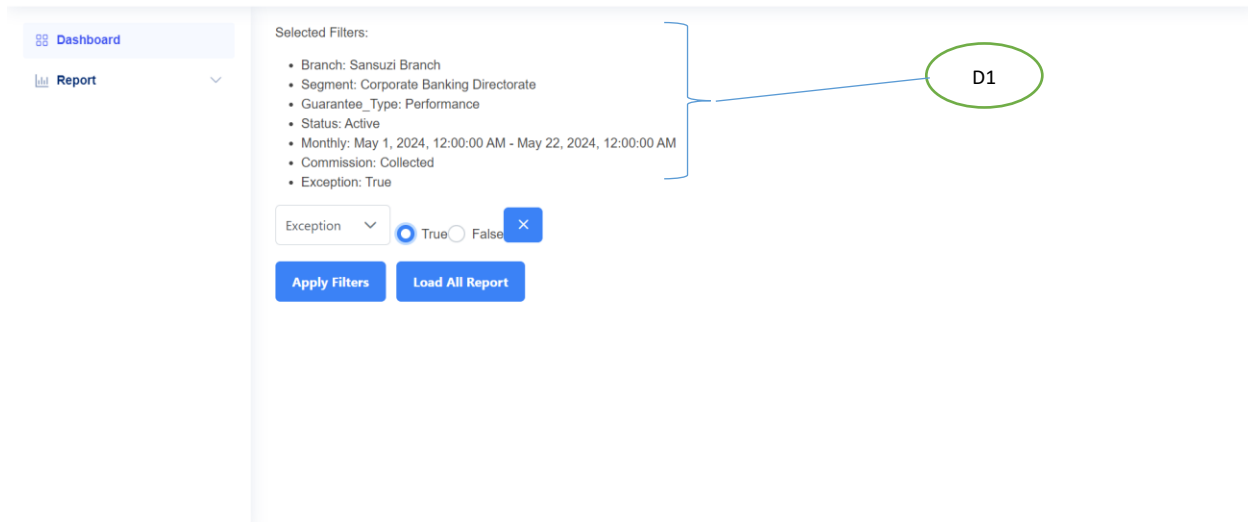 Dashboard
Report
Selected Filters:
• Branch: Sansuzi Branch
• Segment: Corporate Banking Directorate
• Guarantee_Type: Performance
• Status: Active
• Monthly: May 1, 2024, 12:00:00 AM - May 22, 2024, 12:00:00 AM
• Commission: Collected
• Exception: True
Exception True False
Apply Filters Load All Report
D1